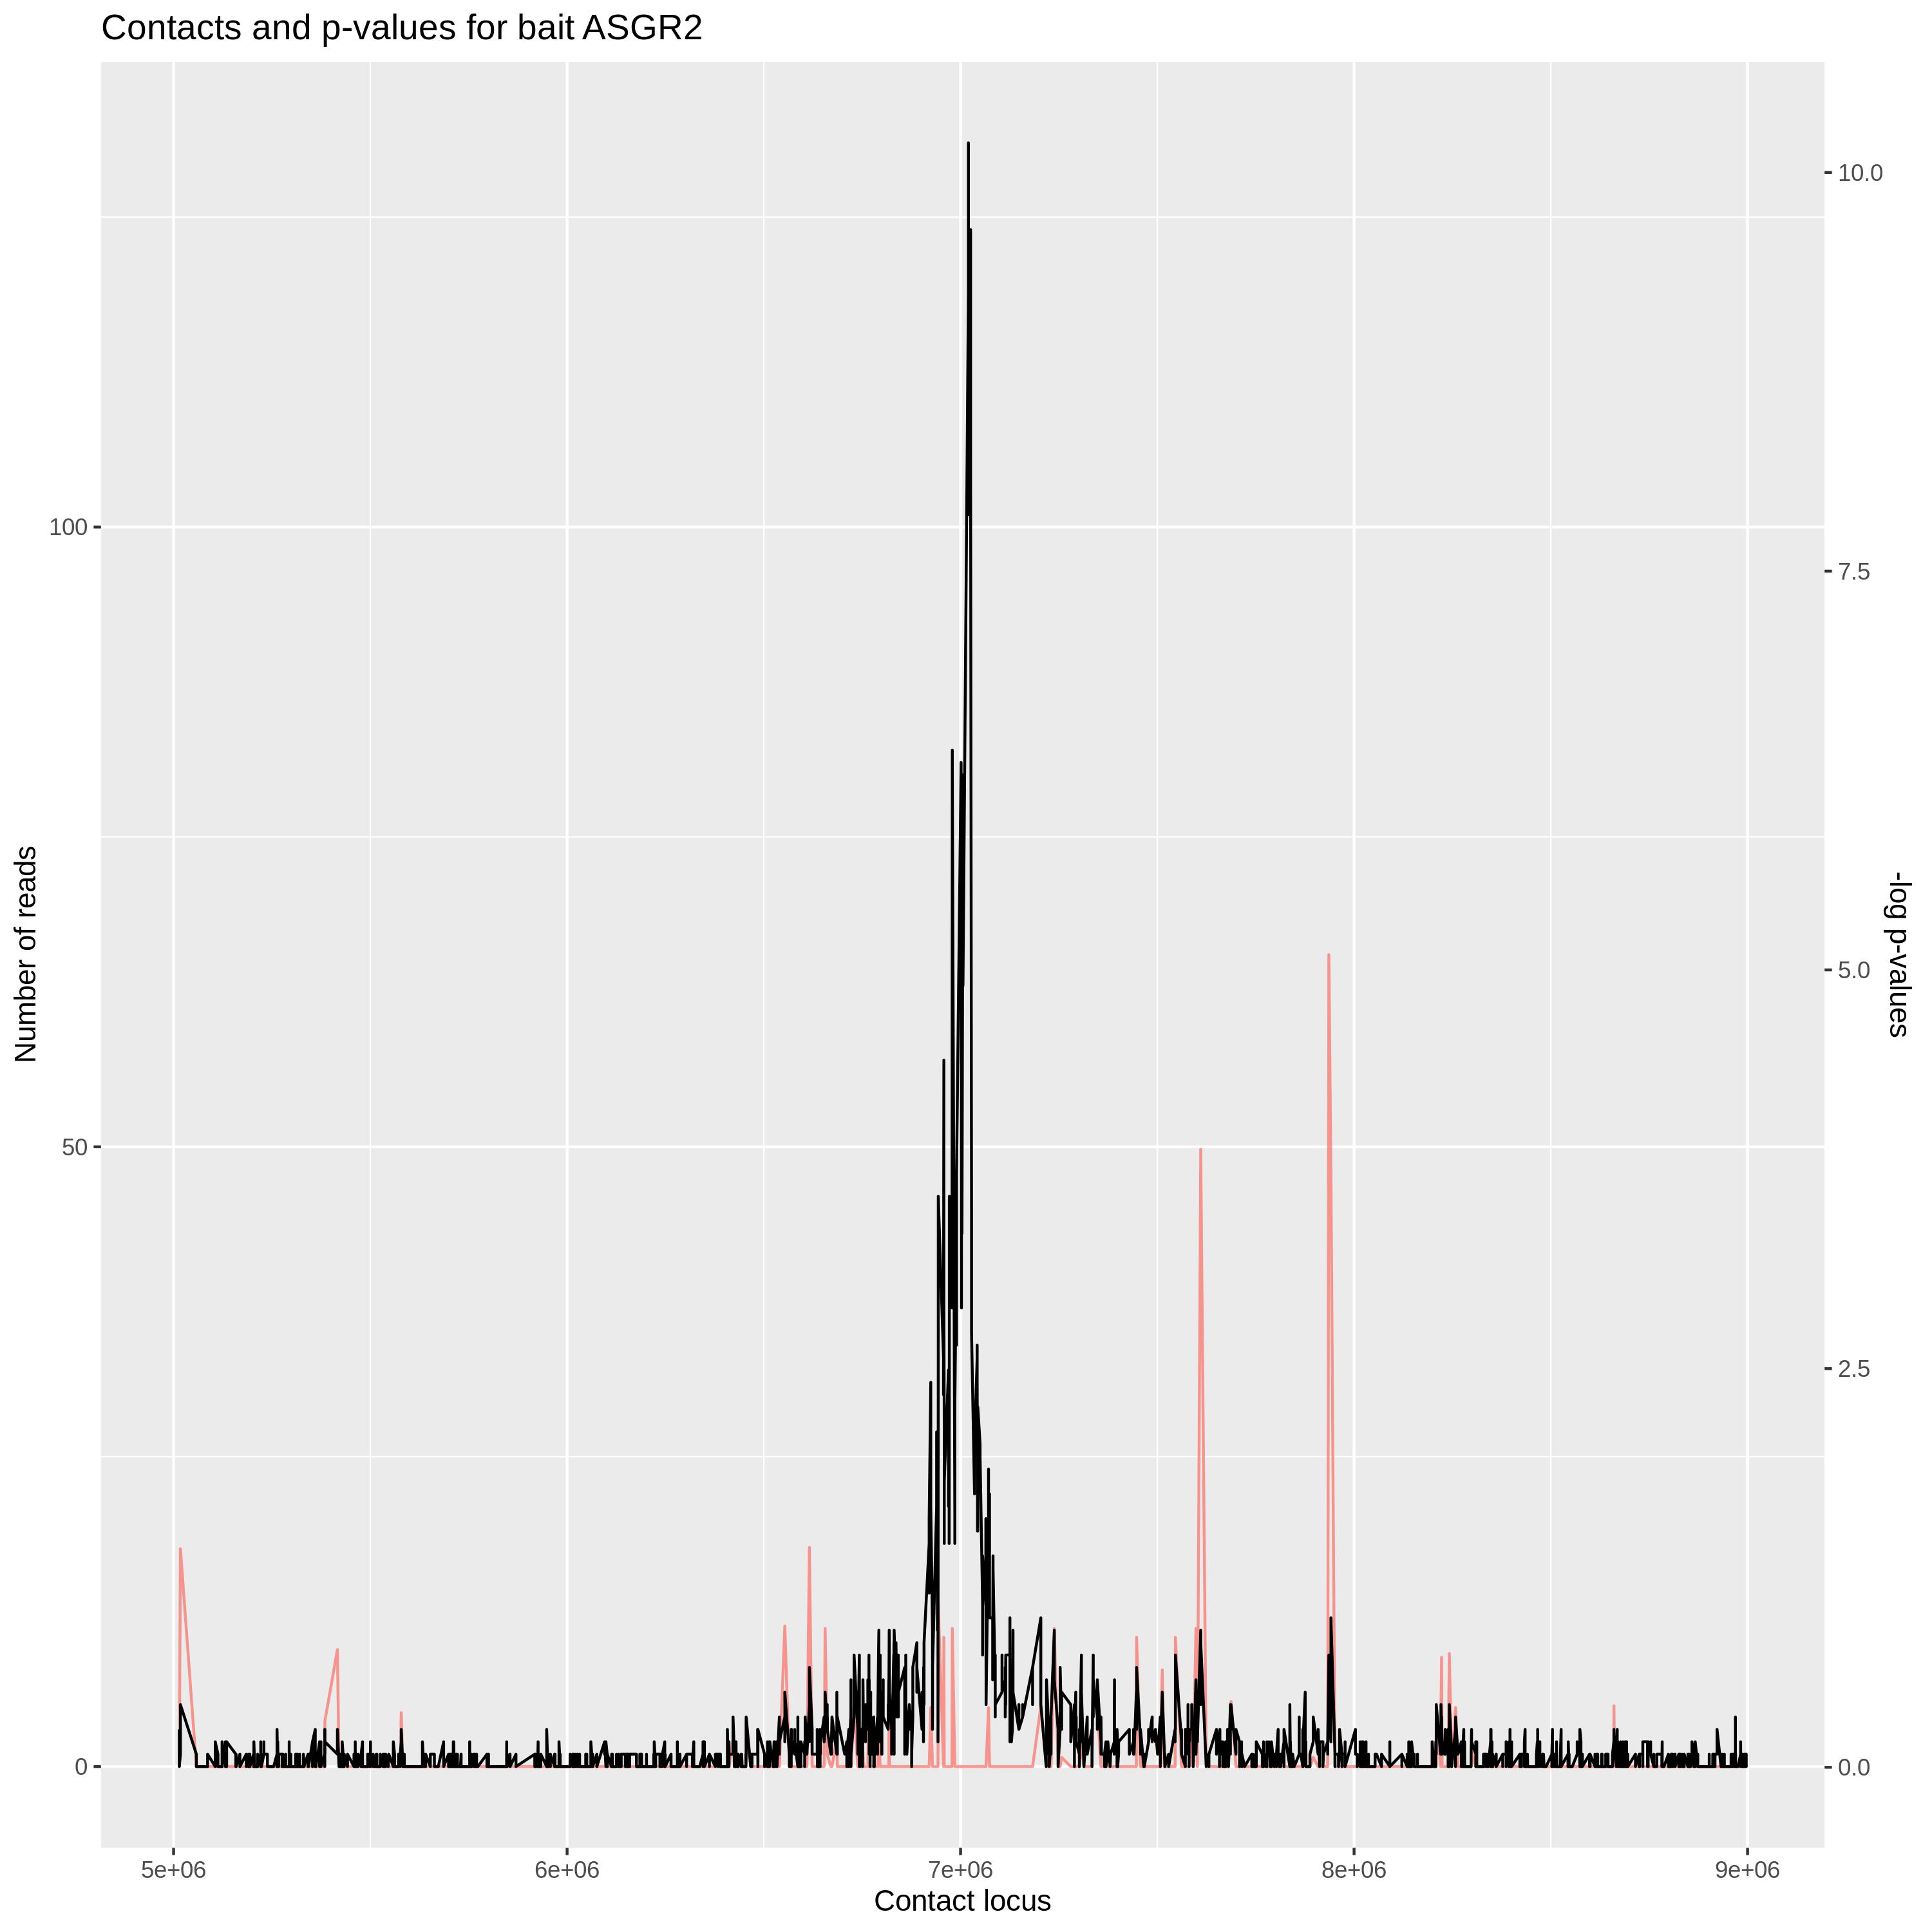 Contacts and p-values for bait ASGR2
Number of reads
100
50
0
10.0
7.5
5.0
2.5
0.0
-log p-values
5e+06
6e+06
7e+06
8e+06
9e+06
Contact locus